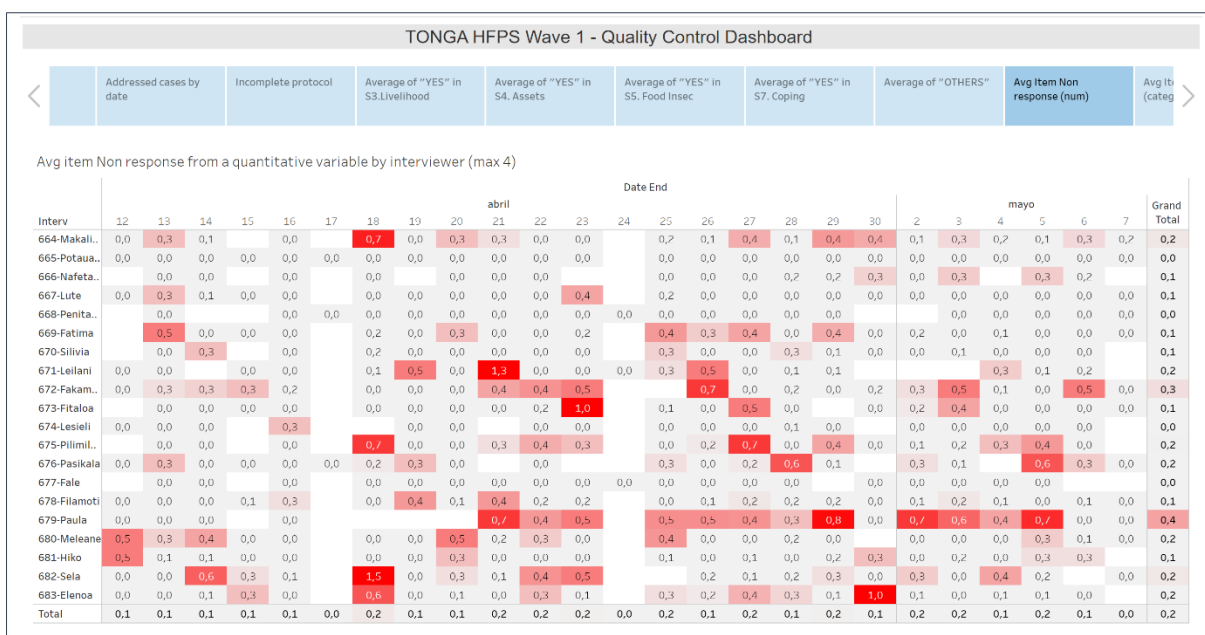 TONGA HFPS Wave 1 - Quality Control Dashboard
Addressed cases by date
Incomplete protocol
Average of "YES" in S3.Livelihood
Average of "YES" in S4. Assets
Average of "YES" in S5. Food Insec
Average of "YES" in S7. Coping
Average of "OTHERS"
Avg Item Non response (num)
Avg Ite (categ
Avg item Non response from a quantitative variable by interviewer (max 4)
Date End
abril mayo Grand Total
Interv 12 13 14 15 16 17 18 19 20 21 22 23 24 25 26 27 28 29 30 2 3 4 5 6 7
664-Makali.. 0,0 0,3 0,1 0,0 0,7 0,0 0,3 0,3 0,0 0,0 0,2 0,1 0,4 0,1 0,4 0,4 0,1 0,3 0,2 0,1 0,3 0,2 0,2
665-Potaua.. 0,0 0,0 0,0 0,0 0,0 0,0 0,0 0,0 0,0 0,0 0,0 0,0 0,0 0,0 0,0 0,0 0,0 0,0 0,0 0,0 0,0 0,0 0,0 0,0 0,0
666-Nafeta.. 0,0 0,0 0,0 0,0 0,0 0,0 0,0 0,0 0,0 0,0 0,2 0,2 0,3 0,0 0,3 0,3 0,2 0,1
667-Lute 0,0 0,3 0,1 0,0 0,0 0,0 0,0 0,0 0,0 0,0 0,4 0,2 0,0 0,0 0,0 0,0 0,0 0,0 0,0 0,0 0,0 0,0 0,0 0,1
668-Penita.. 0,0 0,0 0,0 0,0 0,0 0,0 0,0 0,0 0,0 0,0 0,0 0,0 0,0 0,0 0,0 0,0 0,0 0,0 0,0 0,0 0,0
669-Fatima 0,5 0,0 0,0 0,0 0,2 0,0 0,3 0,0 0,0 0,2 0,4 0,3 0,4 0,0 0,4 0,0 0,2 0,0 0,1 0,0 0,0 0,0 0,1
670-Silivia 0,0 0,3 0,0 0,2 0,0 0,0 0,0 0,0 0,0 0,3 0,0 0,0 0,3 0,1 0,0 0,0 0,1 0,0 0,0 0,0 0,1
671-Leilani 0,0 0,0 0,0 0,0 0,1 0,5 0,0 1,3 0,0 0,0 0,0 0,3 0,5 0,0 0,1 0,1 0,3 0,1 0,2 0,2
672-Fakam.. 0,0 0,3 0,3 0,3 0,2 0,0 0,0 0,0 0,4 0,4 0,5 0,7 0,0 0,2 0,0 0,2 0,3 0,5 0,1 0,0 0,5 0,0 0,3
673-Fitaloa 0,0 0,0 0,0 0,0 0,0 0,0 0,0 0,0 0,0 0,2 1,0 0,1 0,0 0,5 0,0 0,0 0,2 0,4 0,0 0,0 0,0 0,0 0,1
674-Lesieli 0,0 0,0 0,0 0,3 0,0 0,0 0,0 0,0 0,0 0,0 0,0 0,0 0,1 0,0 0,0 0,0 0,0 0,0 0,0 0,0
675-Pilimil.. 0,0 0,0 0,0 0,7 0,0 0,0 0,3 0,4 0,3 0,0 0,2 0,7 0,0 0,4 0,0 0,1 0,2 0,3 0,4 0,0 0,2
676-Pasikala 0,0 0,3 0,0 0,0 0,0 0,0 0,2 0,3 0,0 0,0 0,3 0,0 0,2 0,6 0,1 0,3 0,1 0,6 0,3 0,0 0,2
677-Fale 0,0 0,0 0,0 0,0 0,0 0,0 0,0 0,0 0,0 0,0 0,0 0,0 0,0 0,0 0,0 0,0 0,0 0,0 0,0
678-Filamoti 0,0 0,0 0,0 0,1 0,3 0,0 0,4 0,1 0,4 0,2 0,2 0,0 0,1 0,2 0,2 0,2 0,0 0,1 0,2 0,1 0,0 0,1 0,0 0,1
679-Paula 0,0 0,0 0,0 0,0 0,7 0,4 0,5 0,5 0,5 0,4 0,3 0,8 0,0 0,7 0,6 0,4 0,7 0,0 0,0 0,4
680-Meleane 0,5 0,3 0,4 0,0 0,0 0,0 0,0 0,5 0,2 0,3 0,0 0,4 0,0 0,0 0,2 0,0 0,0 0,0 0,0 0,3 0,1 0,0 0,2
681-Hiko 0,5 0,1 0,1 0,0 0,0 0,0 0,0 0,3 0,0 0,0 0,0 0,1 0,0 0,1 0,0 0,2 0,3 0,0 0,2 0,0 0,3 0,3 0,1
682-Sela 0,0 0,0 0,6 0,3 0,1 1,5 0,0 0,3 0,1 0,4 0,5 0,2 0,1 0,2 0,3 0,0 0,3 0,0 0,4 0,2 0,0 0,2
683-Elenoa 0,0 0,0 0,1 0,3 0,0 0,6 0,0 0,1 0,0 0,3 0,1 0,3 0,2 0,4 0,3 0,1 1,0 0,1 0,0 0,1 0,1 0,0 0,0 0,2
Total 0,1 0,1 0,1 0,1 0,1 0,0 0,2 0,1 0,1 0,2 0,2 0,2 0,0 0,2 0,1 0,2 0,1 0,2 0,1 0,2 0,2 0,1 0,2 0,1 0,0 0,2